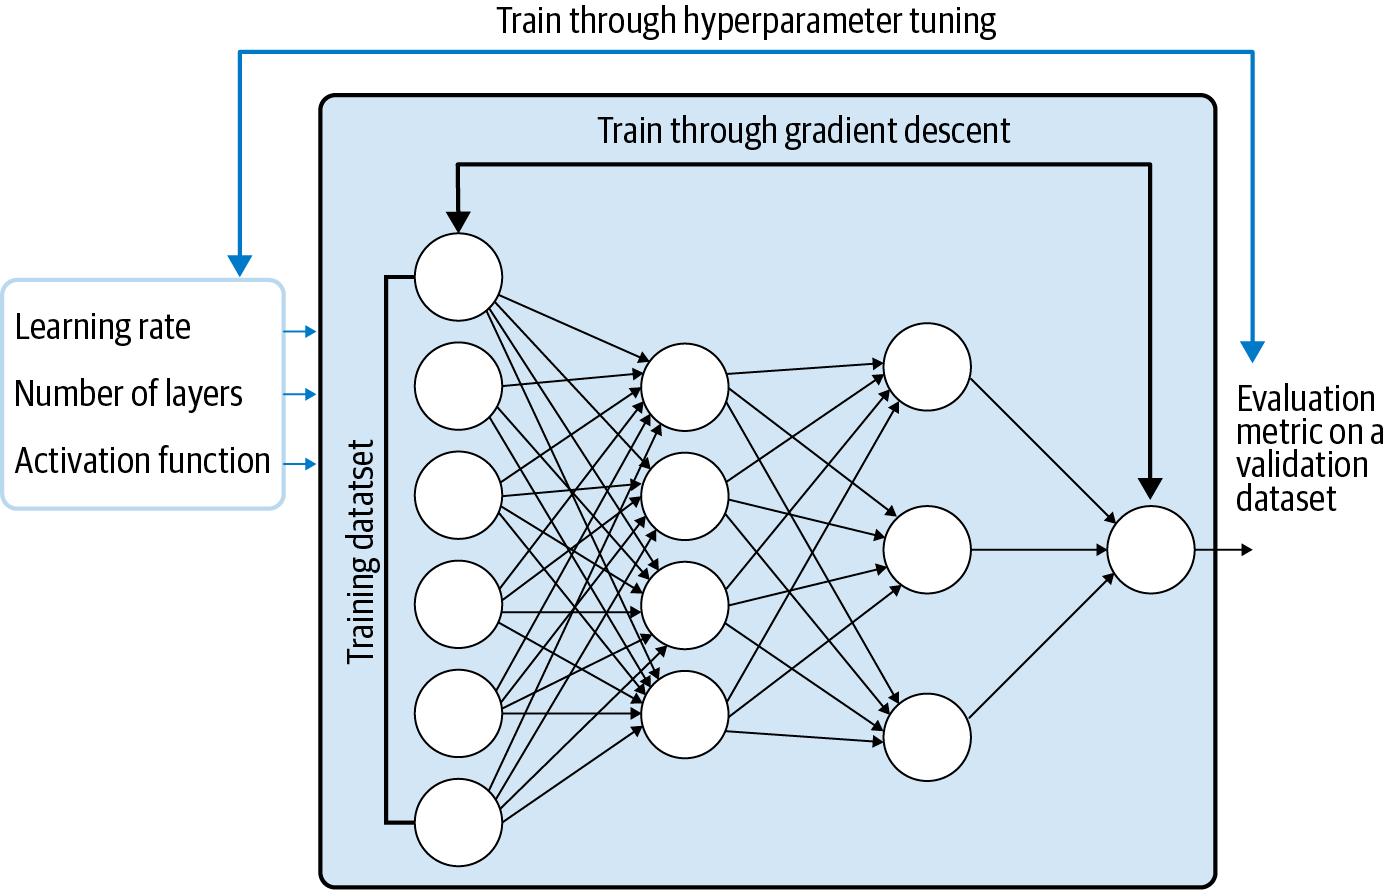 Train through hyperparameter tuning
Train through gradient descent
Learning rate
Number of layers
Activation function
Training datatset
Evaluation
metric on a
validation
dataset